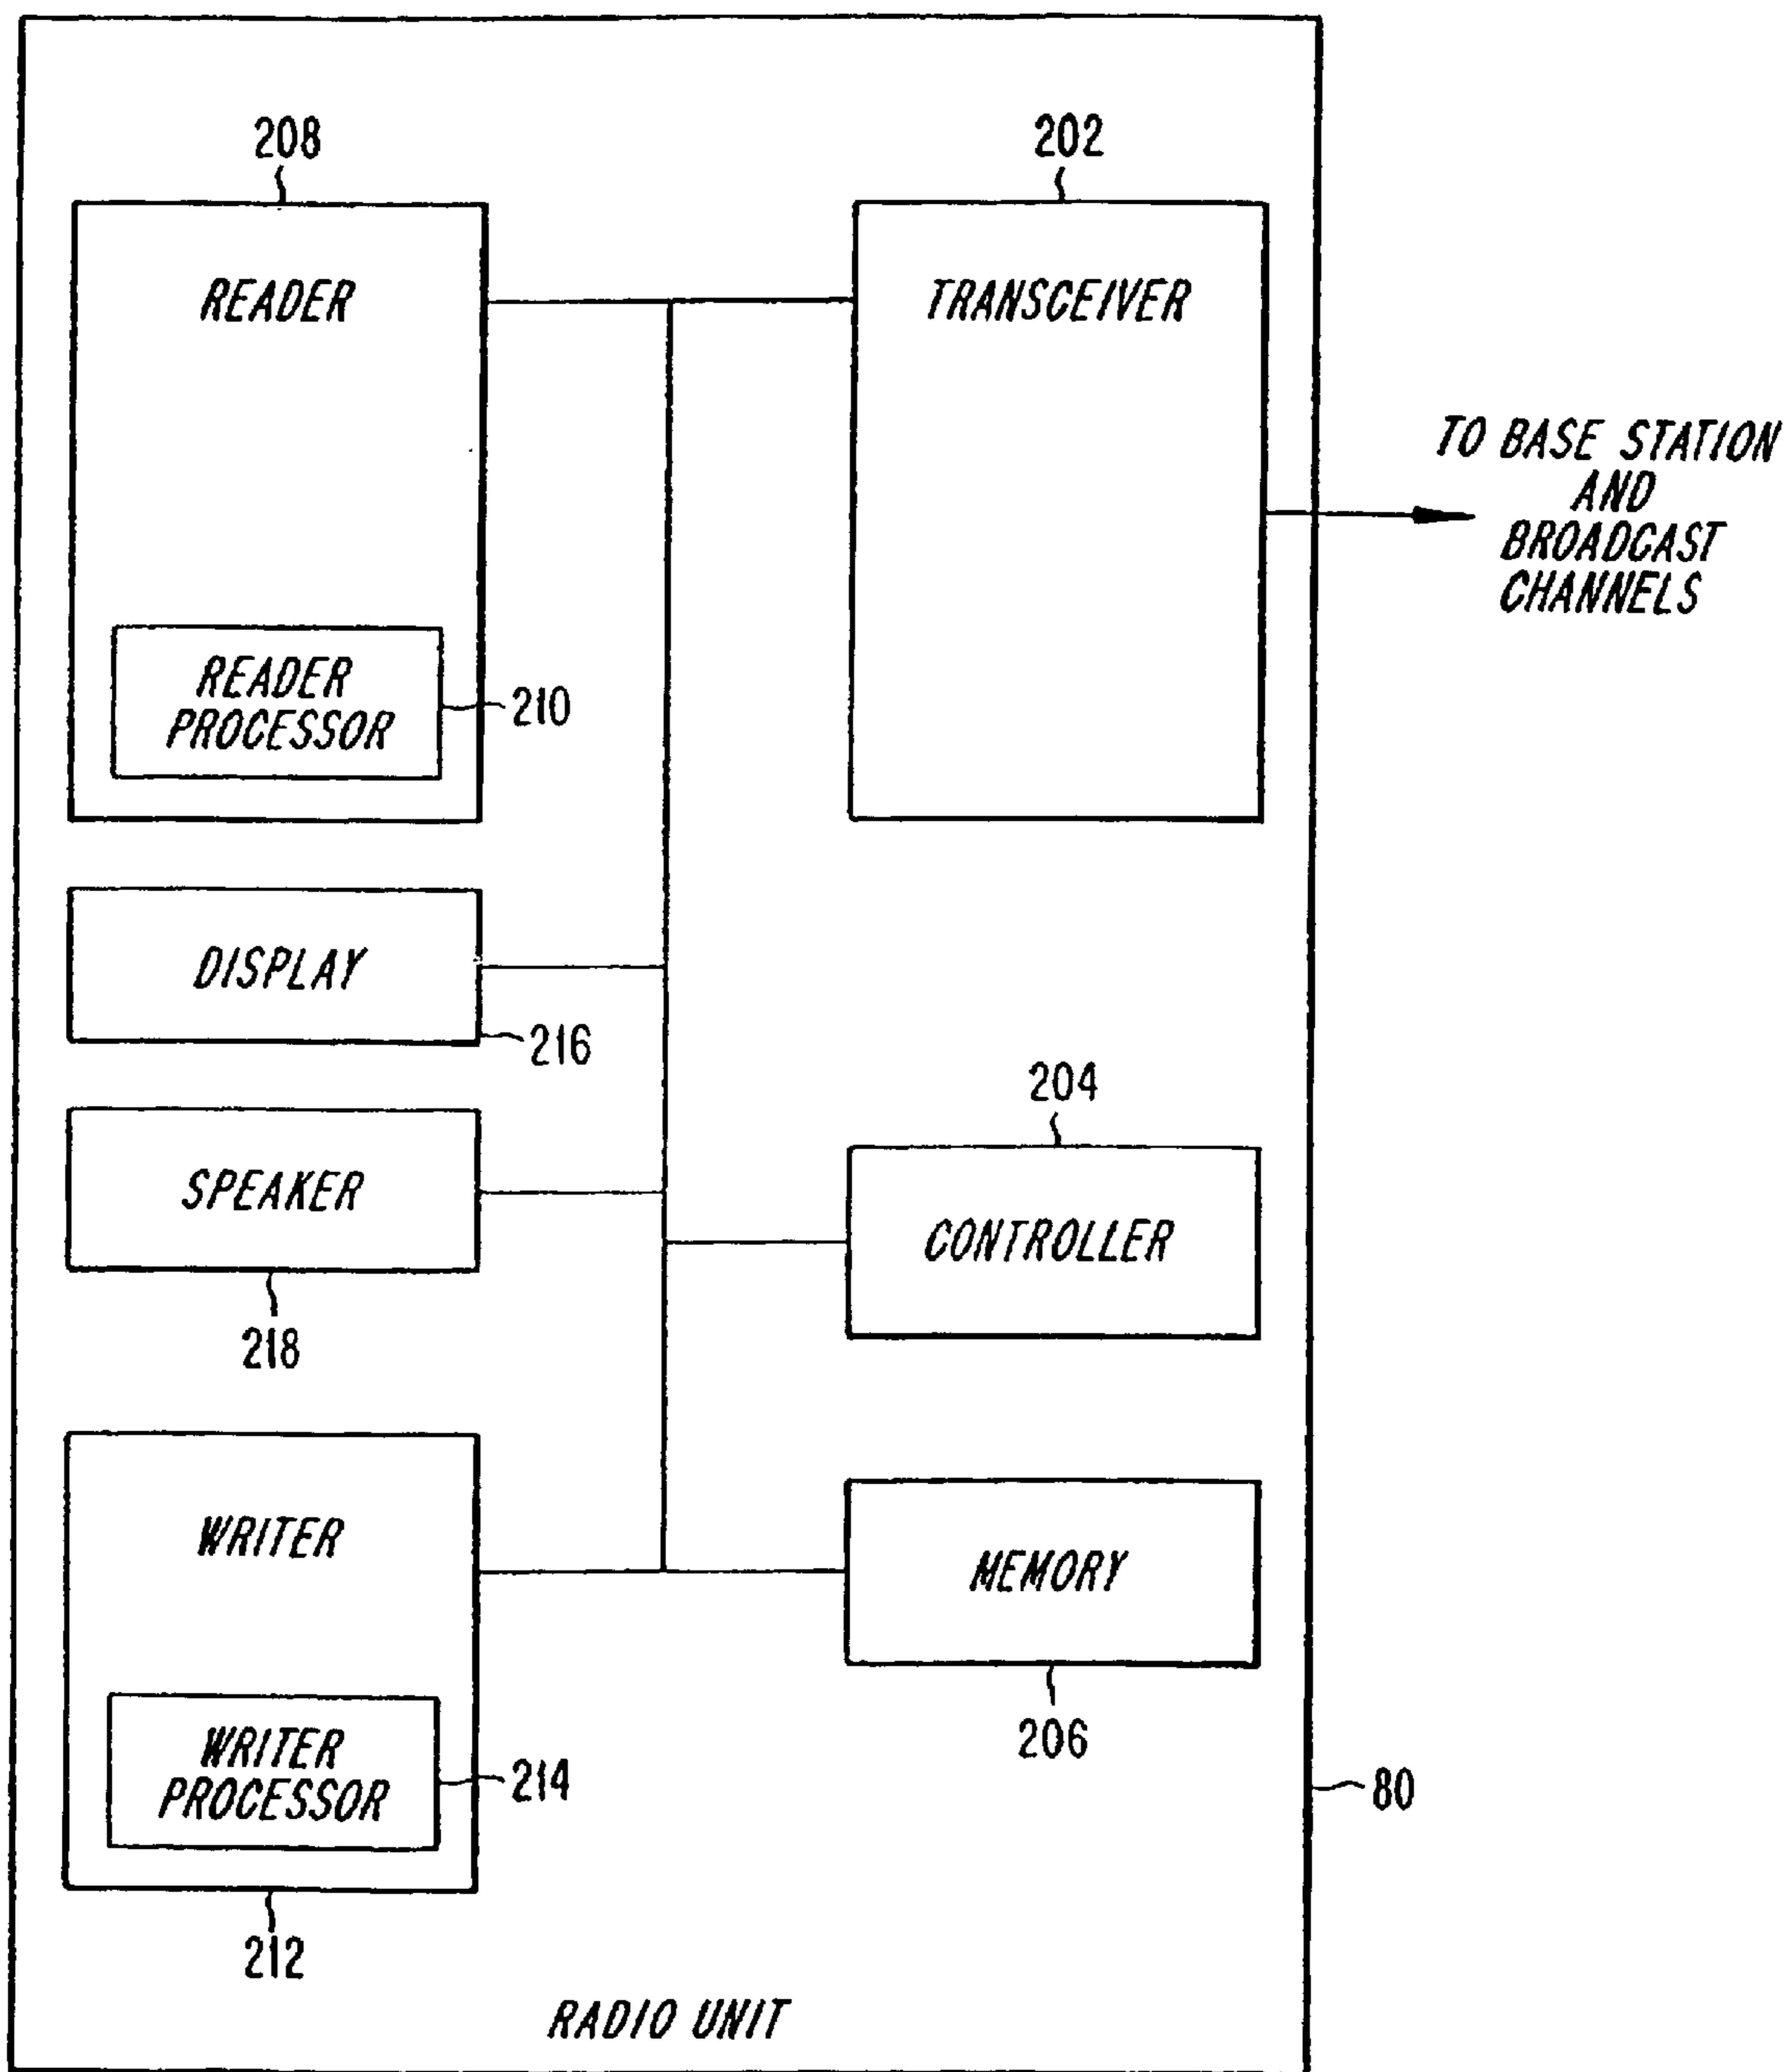 208
202
READER
TRANSCEIVER
TO BASE STATION
AND
BROADCAST
CHANNELS
READER
PROCESSOR
210
DISPLAY
216
204
SPEAKER
CONTROLLER
218
WRITER
MEMORY
206
WRITER
PROCESSOR
214
80
212
RADIO UNIT